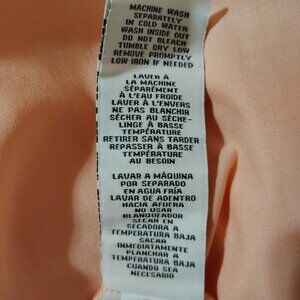 MACHINE WASH
SEPARATELY
IN COLD WATER
WASH INSIDE OUT
DO NOT BLEACH
TUMBLE DRY LOW
REMOVE PROMPTLY
LOW IRON IF NEEDED
LAVER À
LA MACHINE
SÉPARÉMENT
À L'EAU FROIDE
LAVER À L'ENVERS
NE PAS BLANCHIR
SÉCHER AU SÈCHE-
LINGE À BASSE
TEMPÉRATURE
RETIRER SANS TARDER
REPASSER À BASSE
TEMPÉRATURE
AU BESOIN
LAVAR A MÁQUINA
POR SEPARADO
EN AGUA FRÍA
LAVAR DE ADENTRO
HACIA AFUERA
NO USAR
BLANQUEADOR
SECAR EN
SECADORA A
TEMPERATURA BAJA
SACAR
INMEDIATAMENTE
PLANCHAR A
TEMPERATURA BAJA
CUANDO SEA
NECESARIO